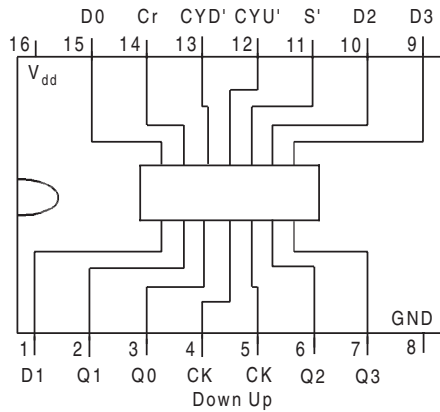 D0 Cr CYD' CYU' S' D2 D3
16 15 14 13 12 11 10 9
Vdd
GND
1 2 3 4 5 6 7 8
D1 Q1 Q0 CK CK Q2 Q3
Down Up